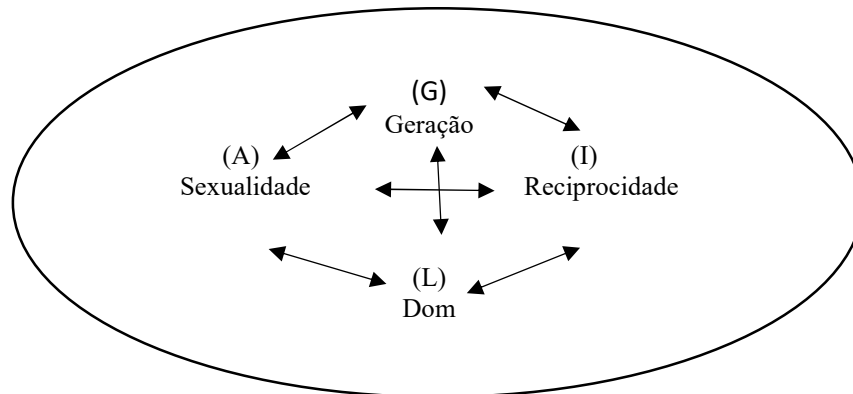 (G)
Geração
(A)
Sexualidade
(I)
Reciprocidade
(L)
Dom